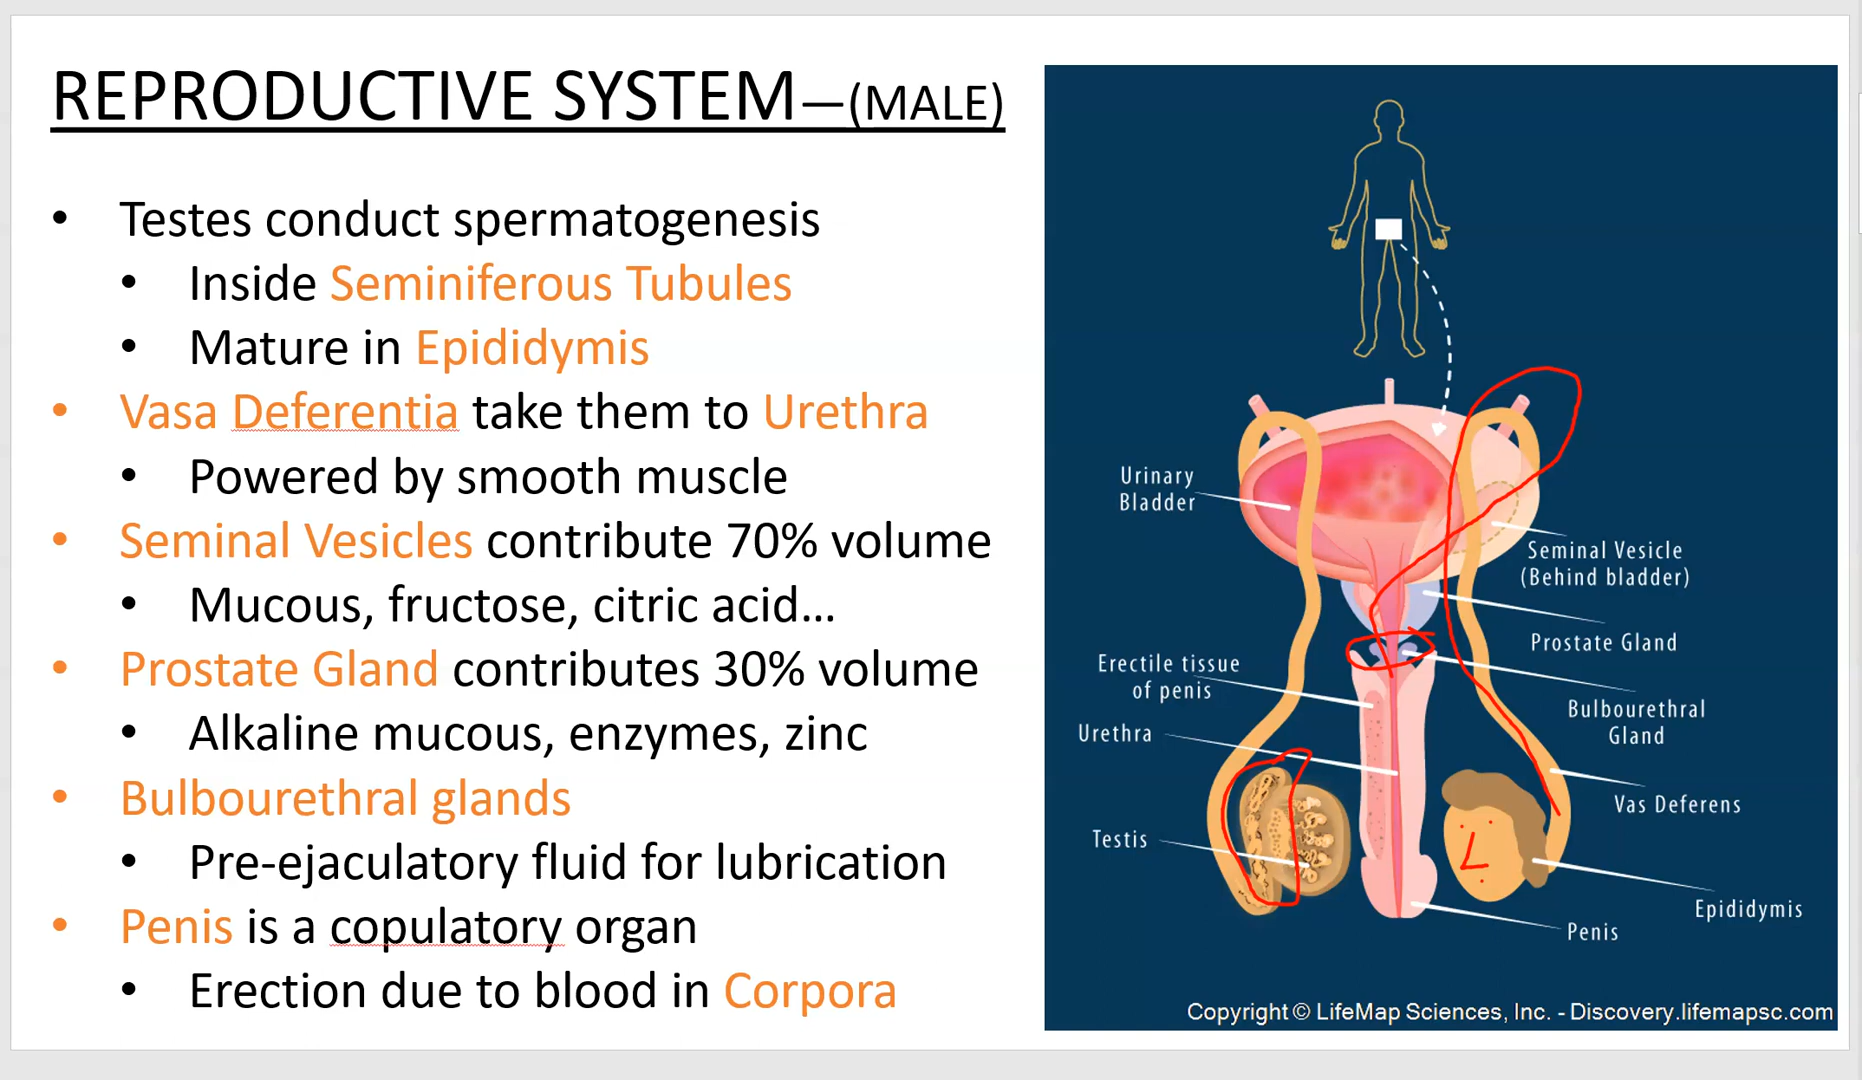 REPRODUCTIVE SYSTEM—(MALE)
• Testes conduct spermatogenesis
• Inside Seminiferous Tubules
• Mature in Epididymis
• Vasa Deferentia take them to Urethra
• Powered by smooth muscle
• Seminal Vesicles contribute 70% volume
• Mucous, fructose, citric acid...
• Prostate Gland contributes 30% volume
• Alkaline mucous, enzymes, zinc
• Bulbourethral glands
• Pre-ejaculatory fluid for lubrication
• Penis is a copulatory organ
• Erection due to blood in Corpora
Urinary
Bladder
Seminal Vesicle
(Behind bladder)
Prostate Gland
Erectile tissue
of penis
Bulbourethral
Gland
Urethra
Vas Deferens
Testis
Epididymis
Penis
Copyright © LifeMap Sciences, Inc. - Discovery.lifemapsc.com